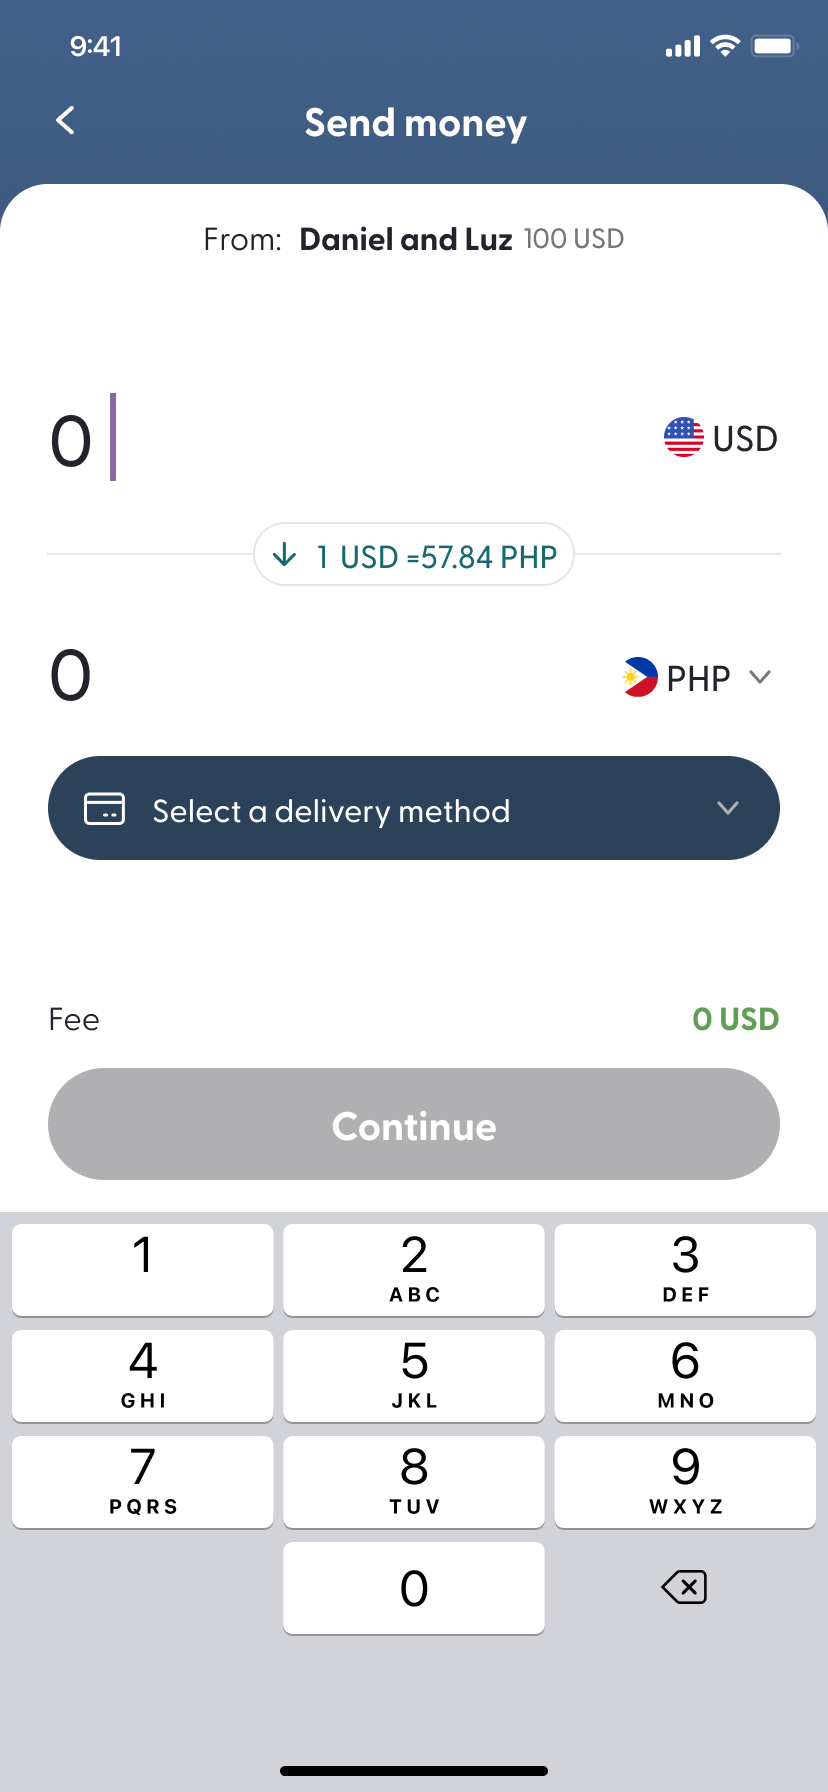 9:41
Send money
From: Daniel and Luz 100 USD
0 USD
1 USD =57.84 PHP
0 PHP
Select a delivery method
Fee 0 USD
Continue
1 2 3
ABC DEF
4 5 6
GHI JKL MNO
7 8 9
PQRS TUV WXYZ
0